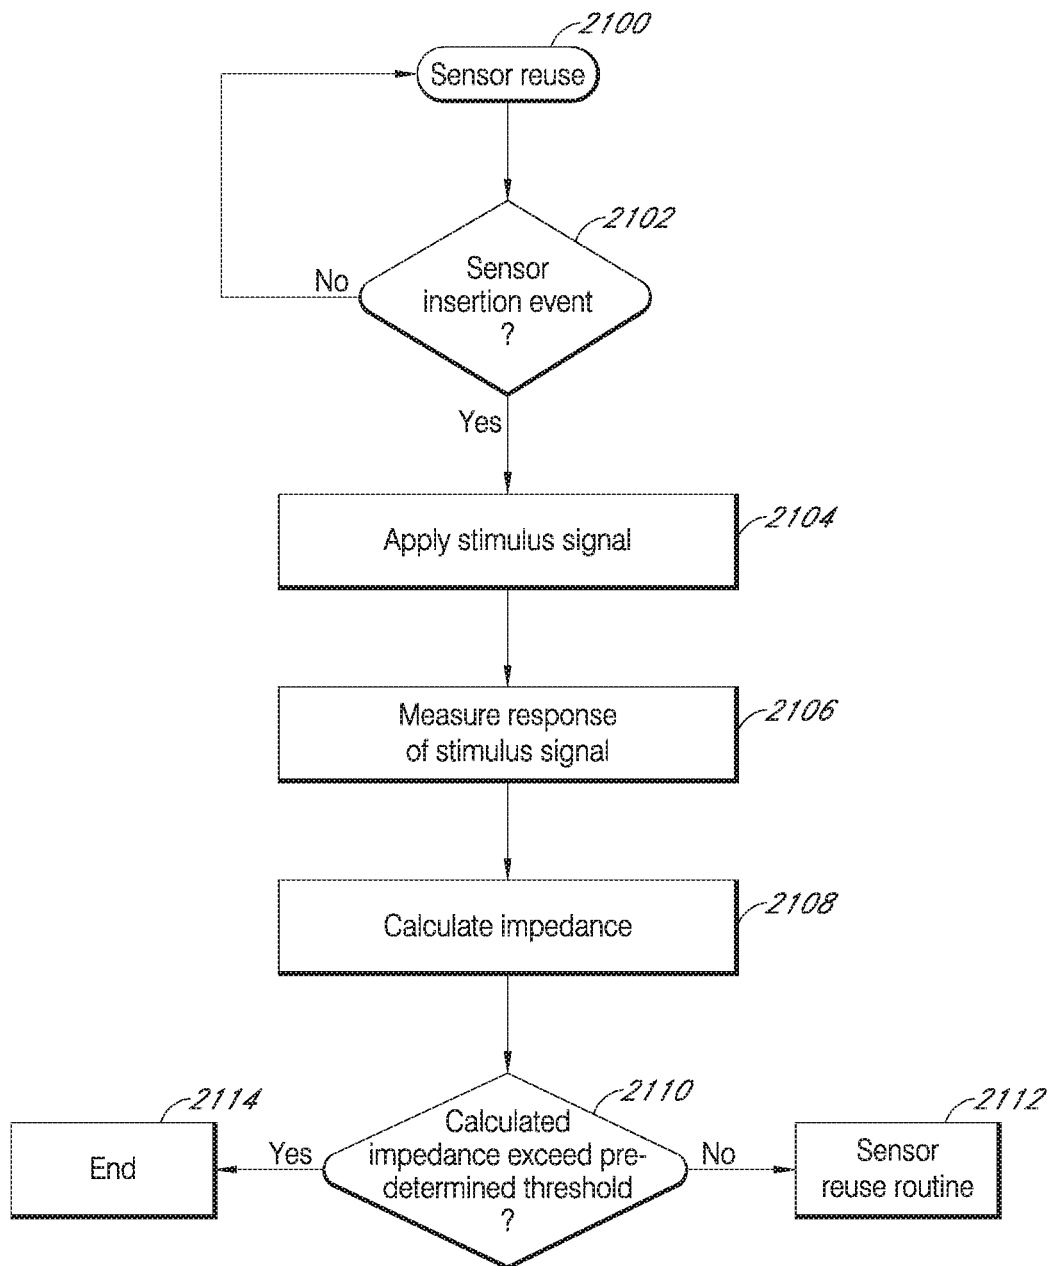 2100
Sensor reuse
2102
Sensor
insertion event
?
No
Yes
2104
Apply stimulus signal
2106
Measure response
of stimulus signal
2108
Calculate impedance
2110
Calculated
impedance exceed pre-
determined threshold
?
Yes
2114
End
No
2112
Sensor
reuse routine